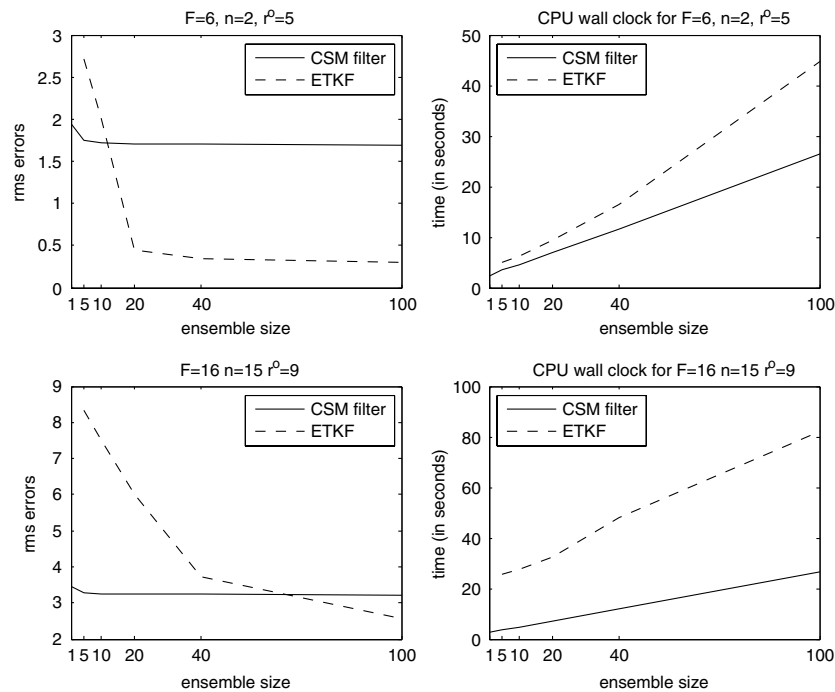 F=6, n=2, r^o=5
3
2.5
2
1.5
1
0.5
0
rms errors
CSM filter
ETKF
1 5 10 20 40 100
ensemble size
CPU wall clock for F=6, n=2, r^o=5
50
40
30
20
10
0
time (in seconds)
CSM filter
ETKF
1 5 10 20 40 100
ensemble size
F=16 n=15 r^o=9
9
8
7
6
5
4
3
2
rms errors
CSM filter
ETKF
1 5 10 20 40 100
ensemble size
CPU wall clock for F=16 n=15 r^o=9
100
80
60
40
20
0
time (in seconds)
CSM filter
ETKF
1 5 10 20 40 100
ensemble size